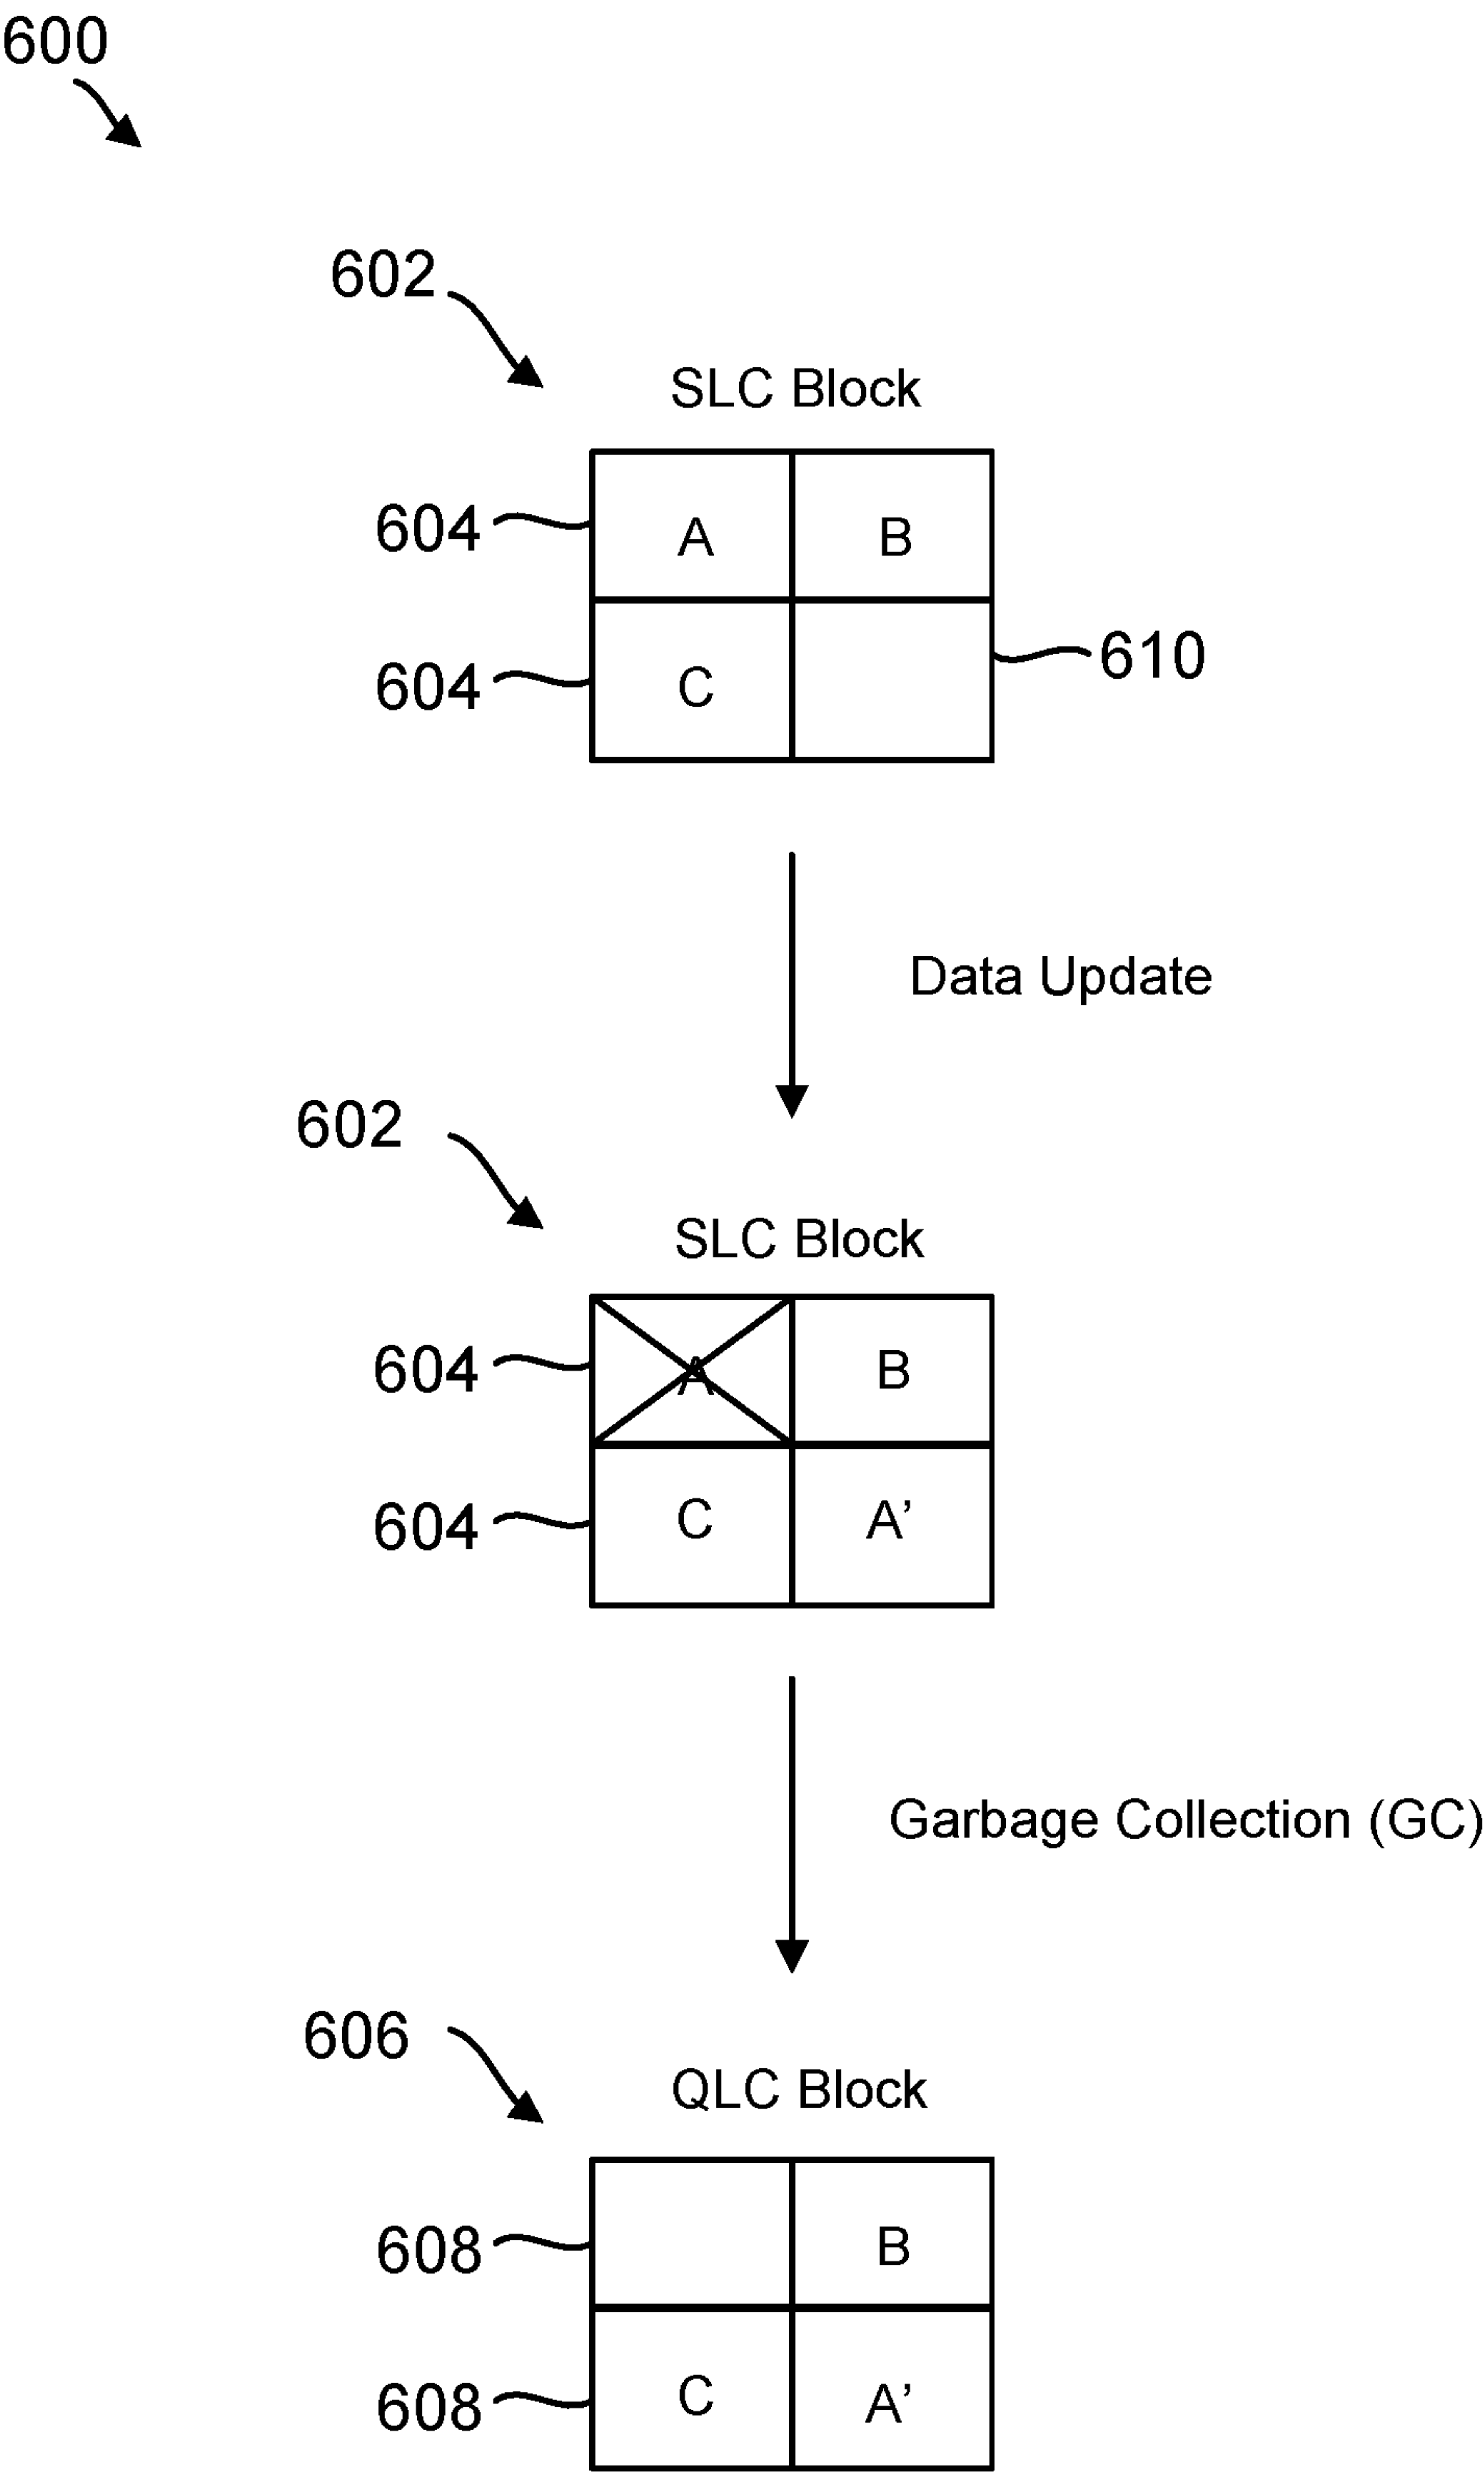 600
602
SLC Block
604 A B
604 C 610
Data Update
602
SLC Block
604 A B
604 C A’
Garbage Collection (GC)
606
QLC Block
608 B
608 C A’